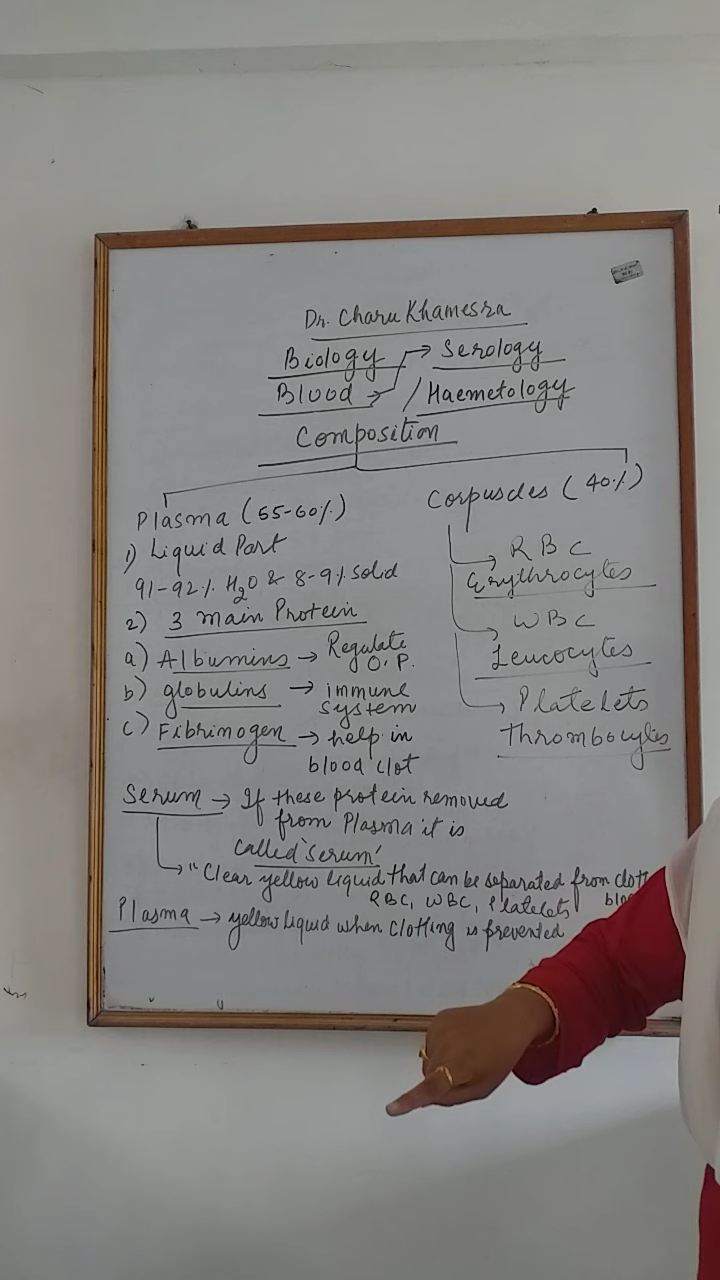 Dr. Charu Khamesra
Biology → Serology
Blood → / Haemetology
Composition
Plasma (55-60%)
1) Liquid Part
91-92% H2O & 8-9% solid
2) 3 main Protein
a) Albumins → Regulate
O.P.
b) globulins → immune
system
c) Fibrinogen → help in
blood clot
Corpuscles (40%)
→ RBC
Erythrocytes
→ WBC
Leucocytes
→ Platelets
Thrombocytes
Serum → If these protein removed
from Plasma it is
called 'serum'
→ "Clear yellow liquid that can be separated from clott
RBC, WBC, Platelets
Plasma → yellow liquid when clotting is prevented